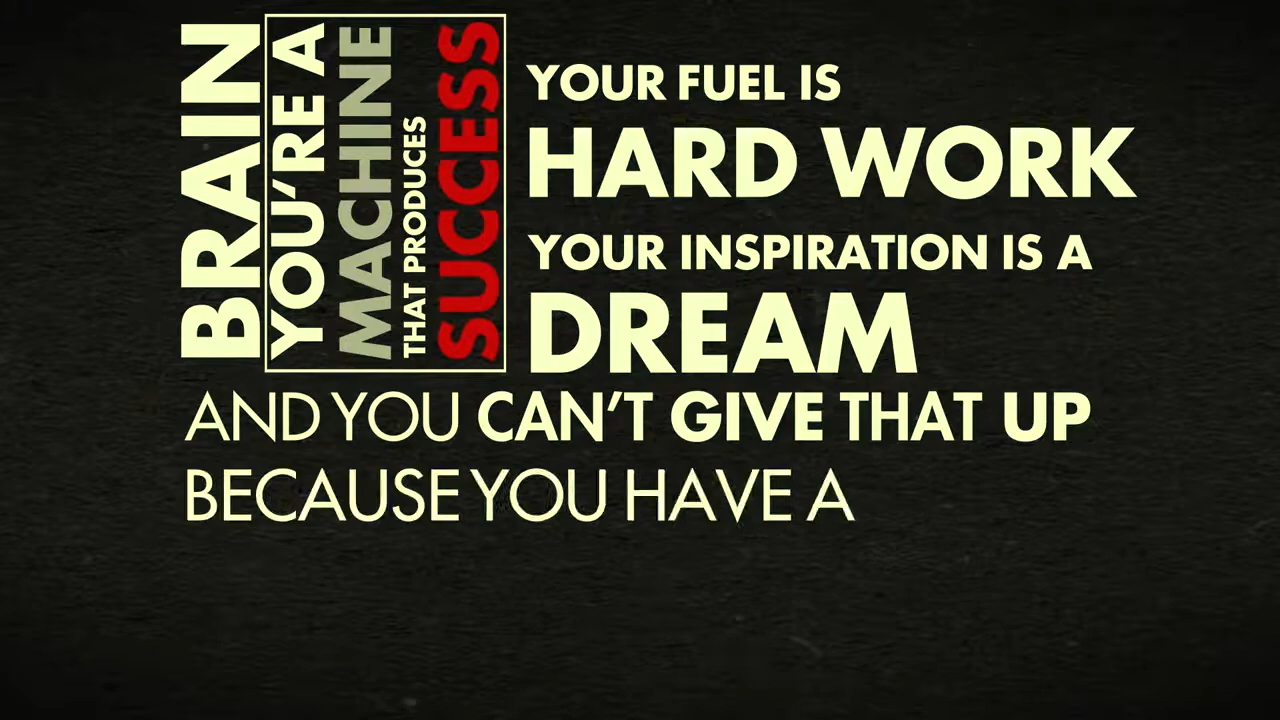 BRAIN
YOU'RE A
MACHINE
THAT PRODUCES
SUCCESS
YOUR FUEL IS
HARD WORK
YOUR INSPIRATION IS A
DREAM
AND YOU CAN'T GIVE THAT UP
BECAUSE YOU HAVE A